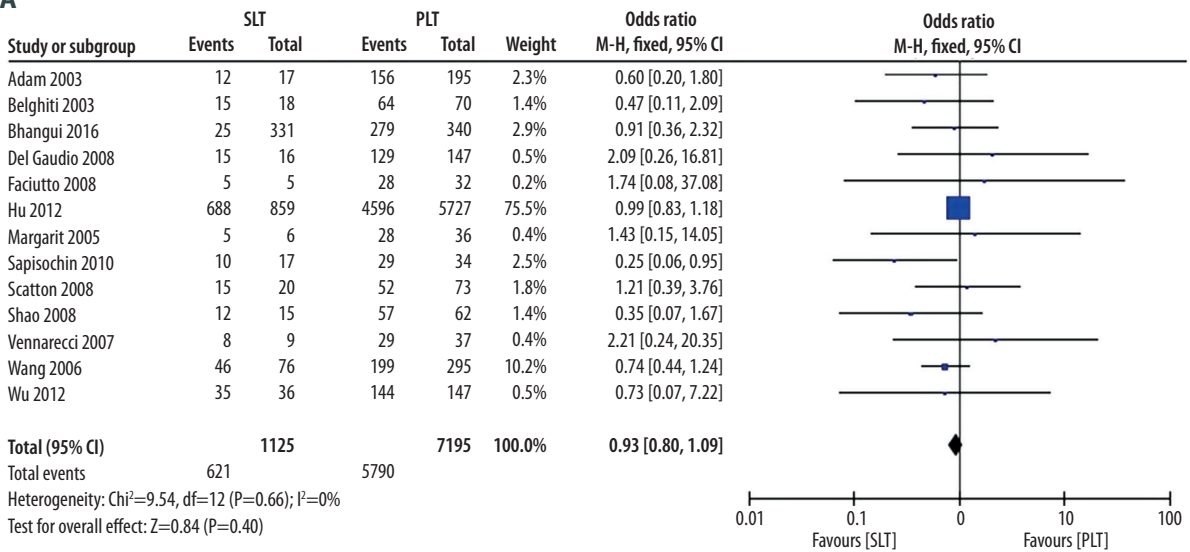 A
SLT PLT Odds ratio Odds ratio
Study or subgroup Events Total Events Total Weight M-H, fixed, 95% CI M-H, fixed, 95% CI
Adam 2003 12 17 156 195 2.3% 0.60 [0.20, 1.80]
Belghiti 2003 15 18 64 70 1.4% 0.47 [0.11, 2.09]
Bhangui 2016 25 331 279 340 2.9% 0.91 [0.36, 2.32]
Del Gaudio 2008 15 16 129 147 0.5% 2.09 [0.26, 16.81]
Faciutto 2008 5 5 28 32 0.2% 1.74 [0.08, 37.08]
Hu 2012 688 859 4596 5727 75.5% 0.99 [0.83, 1.18]
Margarit 2005 5 6 28 36 0.4% 1.43 [0.15, 14.05]
Sapisochin 2010 10 17 29 34 2.5% 0.25 [0.06, 0.95]
Scatton 2008 15 20 52 73 1.8% 1.21 [0.39, 3.76]
Shao 2008 12 15 57 62 1.4% 0.35 [0.07, 1.67]
Vennarecci 2007 8 9 29 37 0.4% 2.21 [0.24, 20.35]
Wang 2006 46 76 199 295 10.2% 0.74 [0.44, 1.24]
Wu 2012 35 36 144 147 0.5% 0.73 [0.07, 7.22]
Total (95% CI) 1125 7195 100.0% 0.93 [0.80, 1.09]
Total events 621 5790
Heterogeneity: Chi²=9.54, df=12 (P=0.66); I²=0%
Test for overall effect: Z=0.84 (P=0.40)
0.01 0.1 0 10 100
Favours [SLT] Favours [PLT]